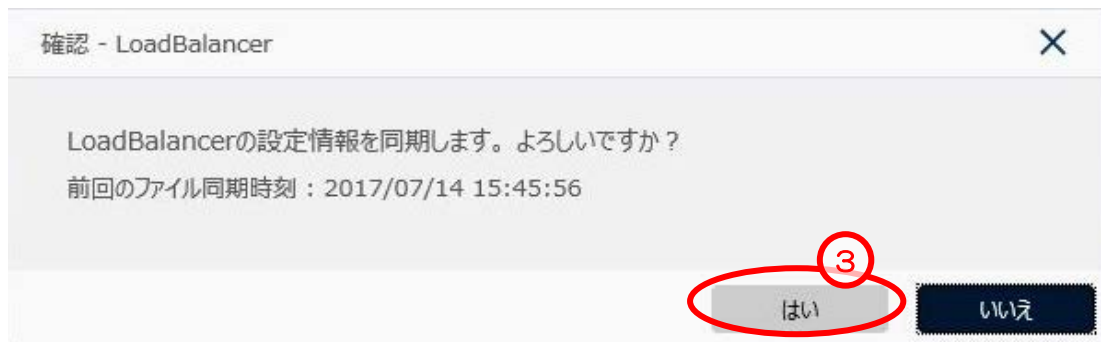 確認 - LoadBalancer
LoadBalancerの設定情報を同期します。よろしいですか？
前回のファイル同期時刻 : 2017/07/14 15:45:56
3
はい
いいえ